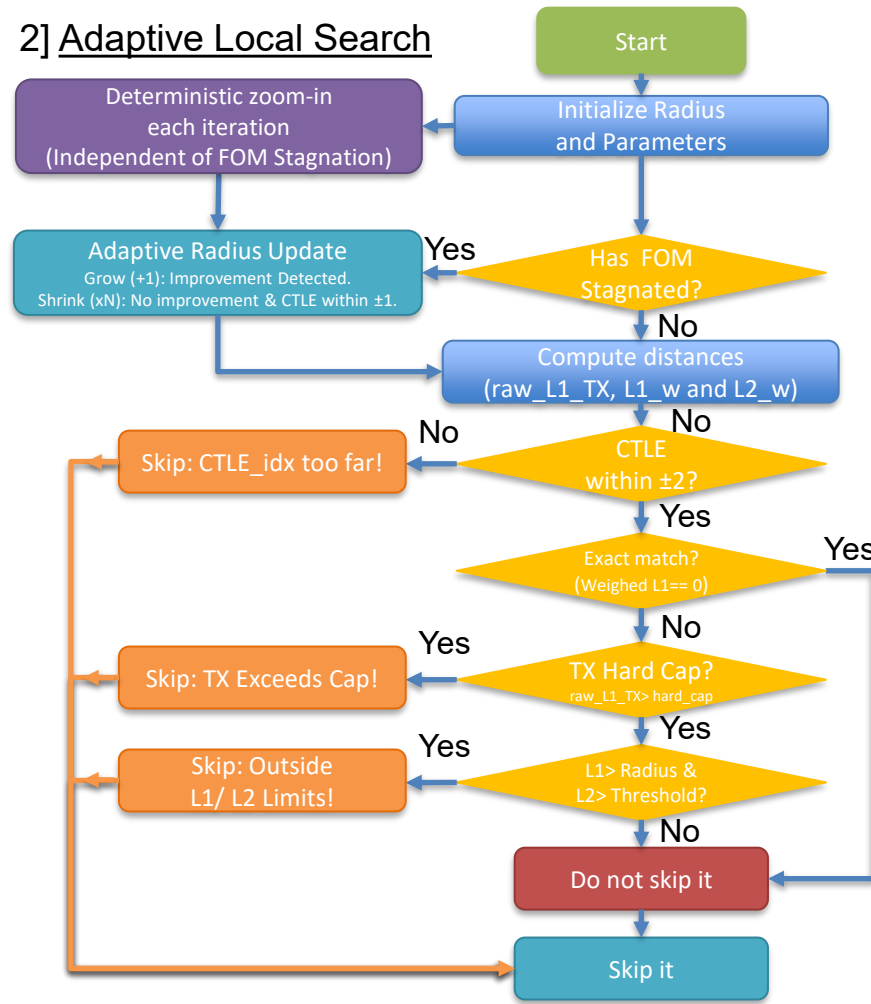 2] Adaptive Local Search
Start
Deterministic zoom-in
each iteration
(Independent of FOM Stagnation)
Initialize Radius
and Parameters
Adaptive Radius Update
Grow (+1): Improvement Detected.
Shrink (xN): No improvement & CTLE within ±1.
Yes
Has FOM
Stagnated?
No
Compute distances
(raw_L1_TX, L1_w and L2_w)
No
Skip: CTLE_idx too far!
No
CTLE
within ±2?
Yes
Exact match?
(Weighed L1== 0)
Yes
No
Skip: TX Exceeds Cap!
Yes
TX Hard Cap?
raw_L1_TX> hard_cap
Yes
Skip: Outside
L1/ L2 Limits!
Yes
L1> Radius &
L2> Threshold?
No
Do not skip it
Skip it